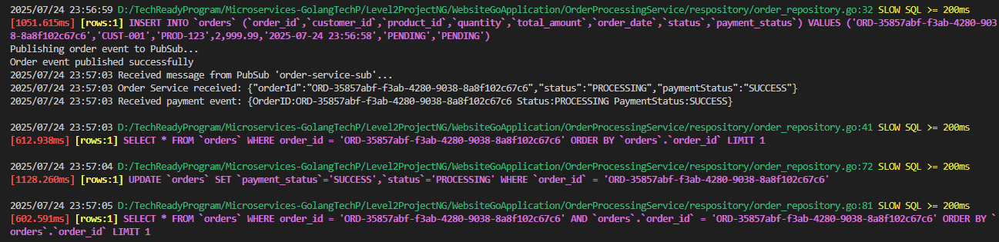 2025/07/24 23:56:59 D:/TechReadyProgram/Microservices-GolangTechP/Level2ProjectNG/WebsiteGoApplication/OrderProcessingService/respository/order_repository.go:32 SLOW SQL >= 200ms
[1051.615ms] [rows:1] INSERT INTO `orders` (`order_id`,`customer_id`,`product_id`,`quantity`,`total_amount`,`order_date`,`status`,`payment_status`) VALUES ('ORD-35857abf-f3ab-4280-903
8-8a8f102c67c6','CUST-001','PROD-123',2,999.99,'2025-07-24 23:56:58','PENDING','PENDING')
Publishing order event to PubSub...
Order event published successfully
2025/07/24 23:57:03 Received message from PubSub 'order-service-sub'...
2025/07/24 23:57:03 Order Service received: {"orderId":"ORD-35857abf-f3ab-4280-9038-8a8f102c67c6","status":"PROCESSING","paymentStatus":"SUCCESS"}
2025/07/24 23:57:03 Received payment event: {OrderID:ORD-35857abf-f3ab-4280-9038-8a8f102c67c6 Status:PROCESSING PaymentStatus:SUCCESS}
2025/07/24 23:57:03 D:/TechReadyProgram/Microservices-GolangTechP/Level2ProjectNG/WebsiteGoApplication/OrderProcessingService/respository/order_repository.go:41 SLOW SQL >= 200ms
[612.938ms] [rows:1] SELECT * FROM `orders` WHERE order_id = 'ORD-35857abf-f3ab-4280-9038-8a8f102c67c6' ORDER BY `orders`.`order_id` LIMIT 1
2025/07/24 23:57:04 D:/TechReadyProgram/Microservices-GolangTechP/Level2ProjectNG/WebsiteGoApplication/OrderProcessingService/respository/order_repository.go:72 SLOW SQL >= 200ms
[1128.260ms] [rows:1] UPDATE `orders` SET `payment_status`='SUCCESS',`status`='PROCESSING' WHERE `order_id` = 'ORD-35857abf-f3ab-4280-9038-8a8f102c67c6'
2025/07/24 23:57:05 D:/TechReadyProgram/Microservices-GolangTechP/Level2ProjectNG/WebsiteGoApplication/OrderProcessingService/respository/order_repository.go:81 SLOW SQL >= 200ms
[602.591ms] [rows:1] SELECT * FROM `orders` WHERE order_id = 'ORD-35857abf-f3ab-4280-9038-8a8f102c67c6' AND `orders`.`order_id` = 'ORD-35857abf-f3ab-4280-9038-8a8f102c67c6' ORDER BY `
orders`.`order_id` LIMIT 1